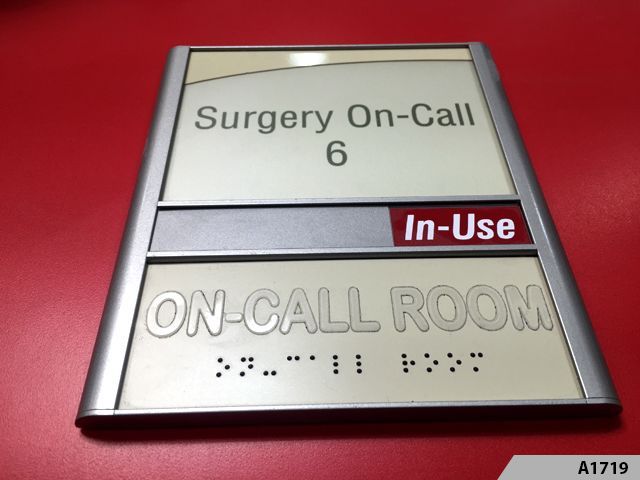 Surgery On-Call
6
In-Use
ON-CALL ROOM
⠕⠝⠤⠉⠁⠇⠇ ⠗⠕⠕⠍
A1719